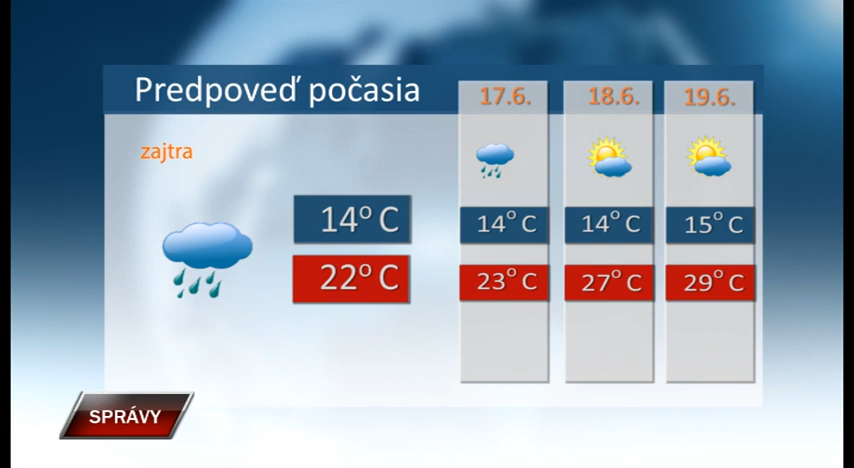 Predpoveď počasia
zajtra
14° C
22° C
17.6.
14° C
23° C
18.6.
14° C
27° C
19.6.
15° C
29° C
SPRÁVY